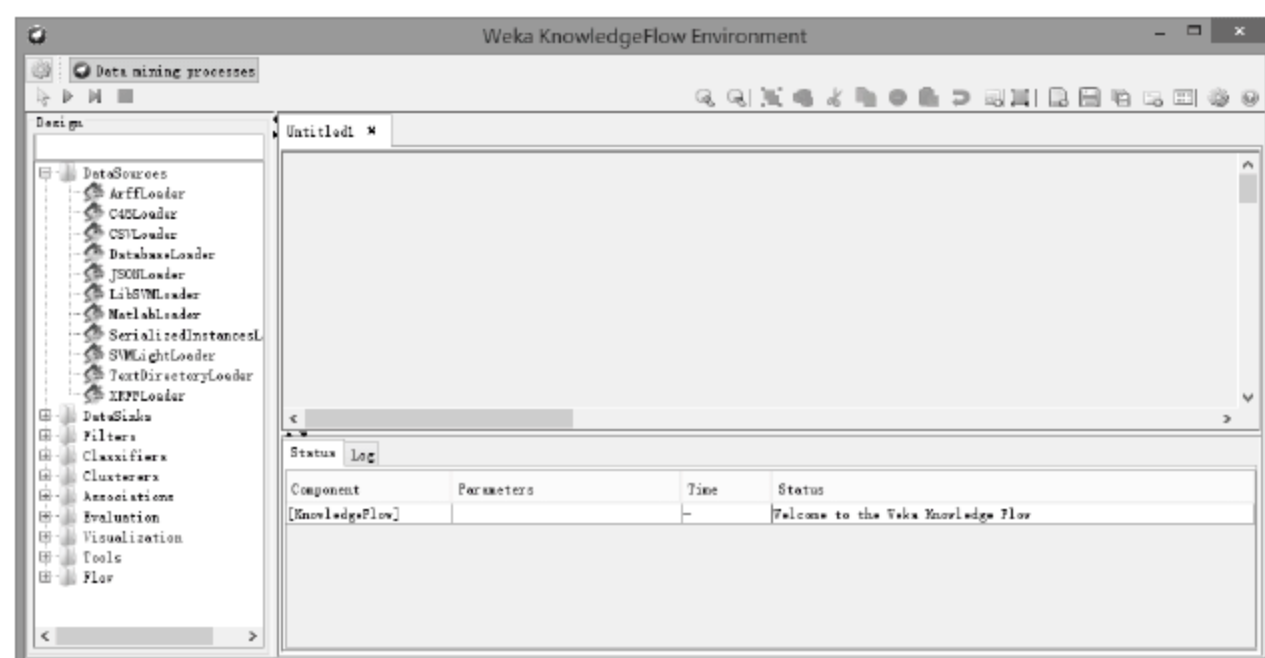 Weka KnowledgeFlow Environment
Data mining processes
Design
Untitled1
DataSources
ArffLoader
C45Loader
CSVLoader
DatabaseLoader
JSONLoader
LibSVMLoader
MatlabLoader
SerializedInstancesL
SVMLightLoader
TextDirectoryLoader
XRFFLoader
DataSinks
Filters
Classifiers
Clusterers
Associations
Evaluation
Visualization
Tools
Flow
Status Log
Component Parameters Time Status
[KnowledgeFlow] - Welcome to the Weka Knowledge Flow